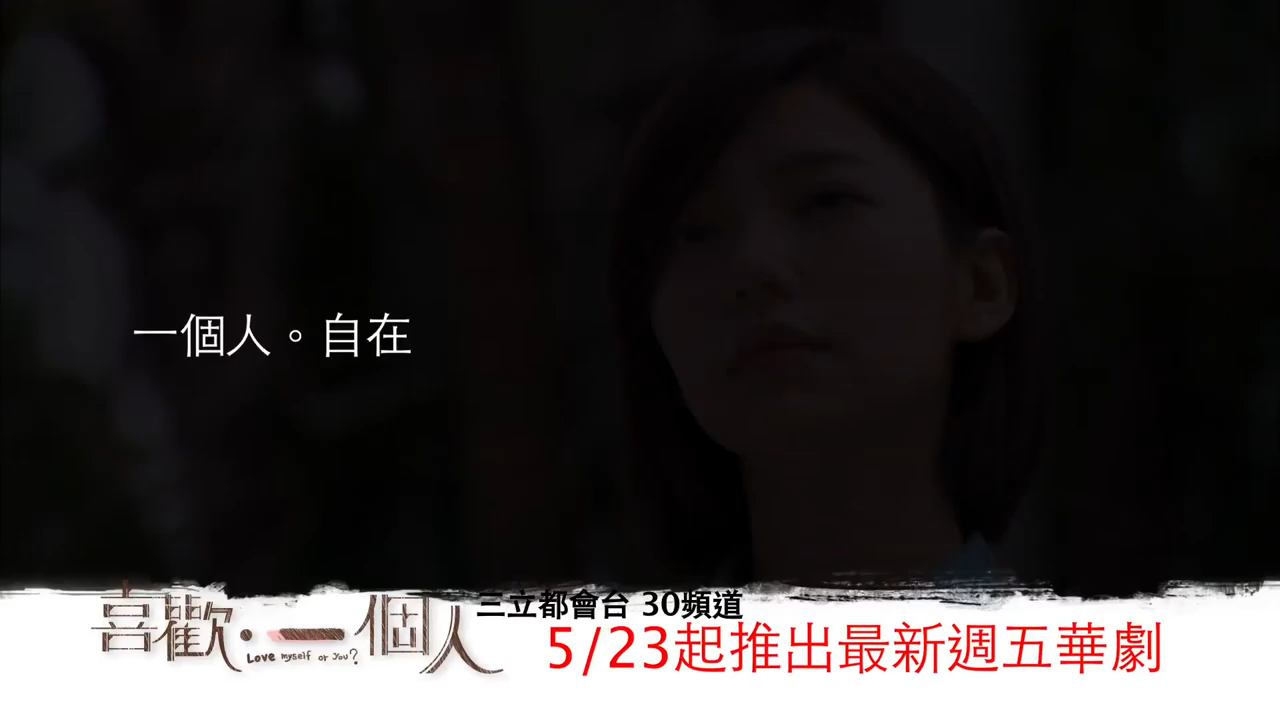 一個人。自在
喜歡·一個人
Love myself or you?
三立都會台 30頻道
5/23起推出最新週五華劇